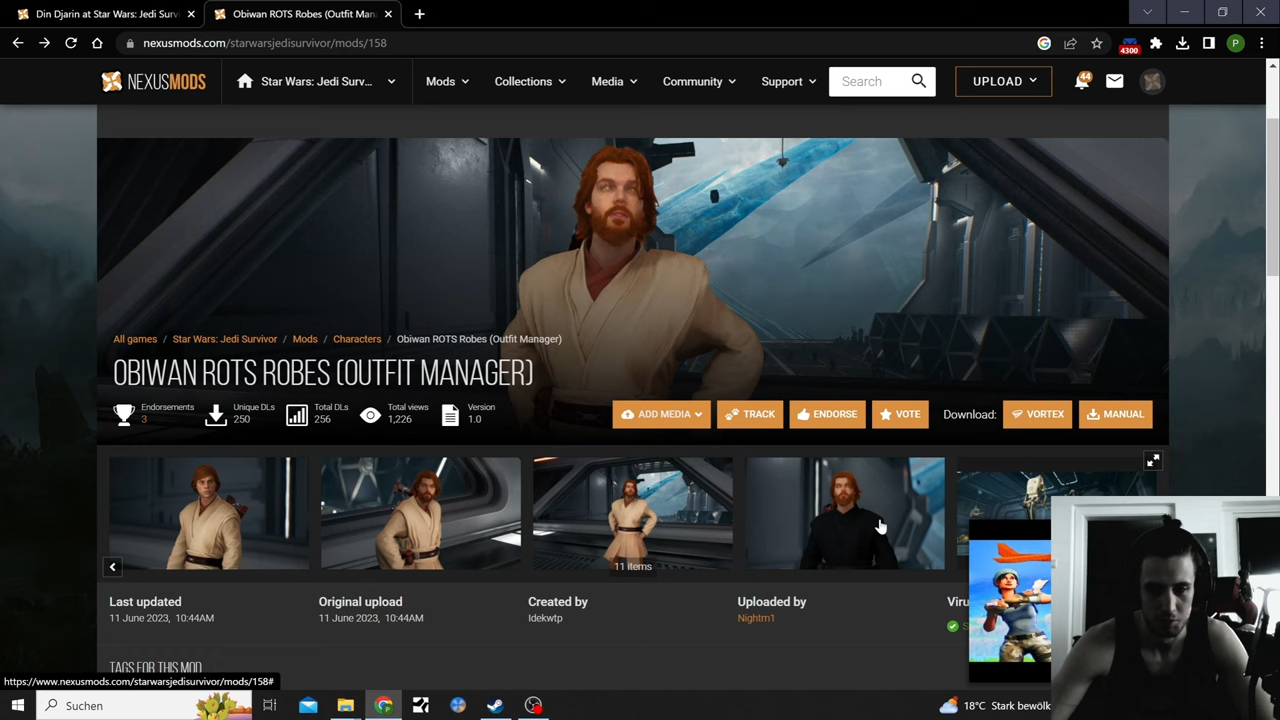 Din Djarin at Star Wars: Jedi Survi
Obiwan ROTS Robes (Outfit Man
nexusmods.com/starwarsjedisurvivor/mods/158
4300
P
NEXUSMODS
Star Wars: Jedi Surv...
Mods
Collections
Media
Community
Support
Search
UPLOAD
44
All games / Star Wars: Jedi Survivor / Mods / Characters / Obiwan ROTS Robes (Outfit Manager)
OBIWAN ROTS ROBES (OUTFIT MANAGER)
Endorsements
3
Unique DLs
250
Total DLs
256
Total views
1,226
Version
1.0
ADD MEDIA
TRACK
ENDORSE
VOTE
Download:
VORTEX
MANUAL
11 items
Last updated
11 June 2023, 10:44AM
Original upload
11 June 2023, 10:44AM
Created by
Idekwtp
Uploaded by
Nightm1
Viru
S
TAGS FOR THIS MOD
https://www.nexusmods.com/starwarsjedisurvivor/mods/158#
Suchen
18°C Stark bewölk